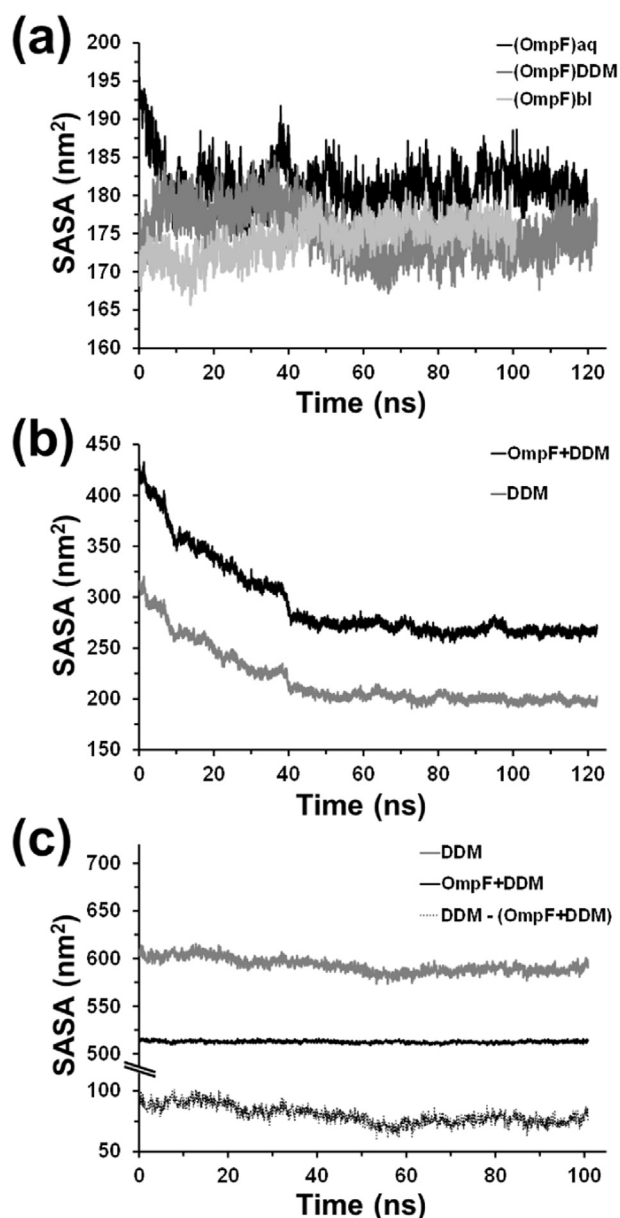 (a)
200
195
190
185
180
175
170
165
160
SASA (nm²)
(OmpF)aq
(OmpF)DDM
(OmpF)bl
0 20 40 60 80 100 120
Time (ns)
(b)
450
400
350
300
250
200
150
SASA (nm²)
OmpF+DDM
DDM
0 20 40 60 80 100 120
Time (ns)
(c)
700
650
600
550
500
100
50
SASA (nm²)
DDM
OmpF+DDM
DDM - (OmpF+DDM)
0 20 40 60 80 100
Time (ns)